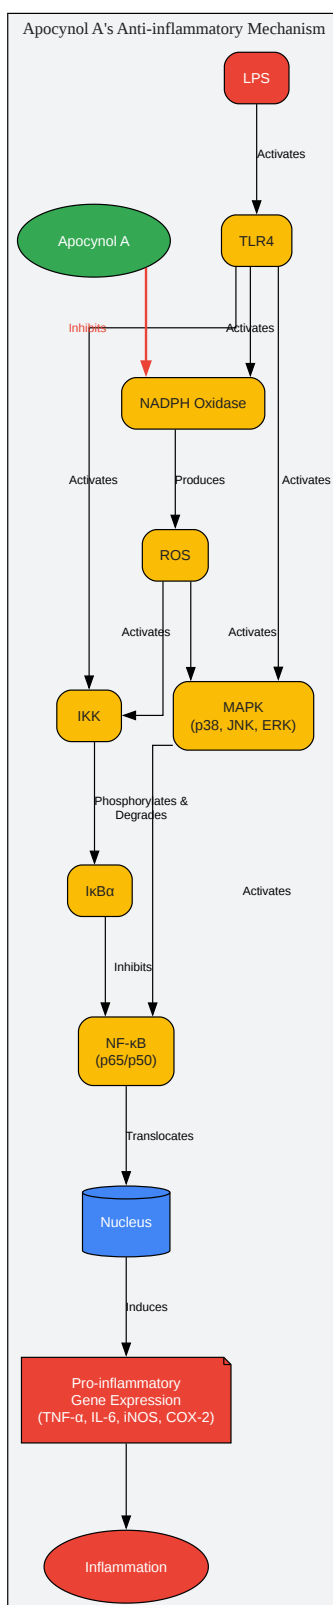 Apocynol A's Anti-inflammatory Mechanism
LPS
Activates
Apocynol A
TLR4
Inhibits
Activates
NADPH Oxidase
Activates
Produces
Activates
ROS
Activates
Activates
IKK
MAPK
(p38, JNK, ERK)
Phosphorylates &
Degrades
IκBα
Activates
Inhibits
NF-κB
(p65/p50)
Translocates
Nucleus
Induces
Pro-inflammatory
Gene Expression
(TNF-α, IL-6, iNOS, COX-2)
Inflammation